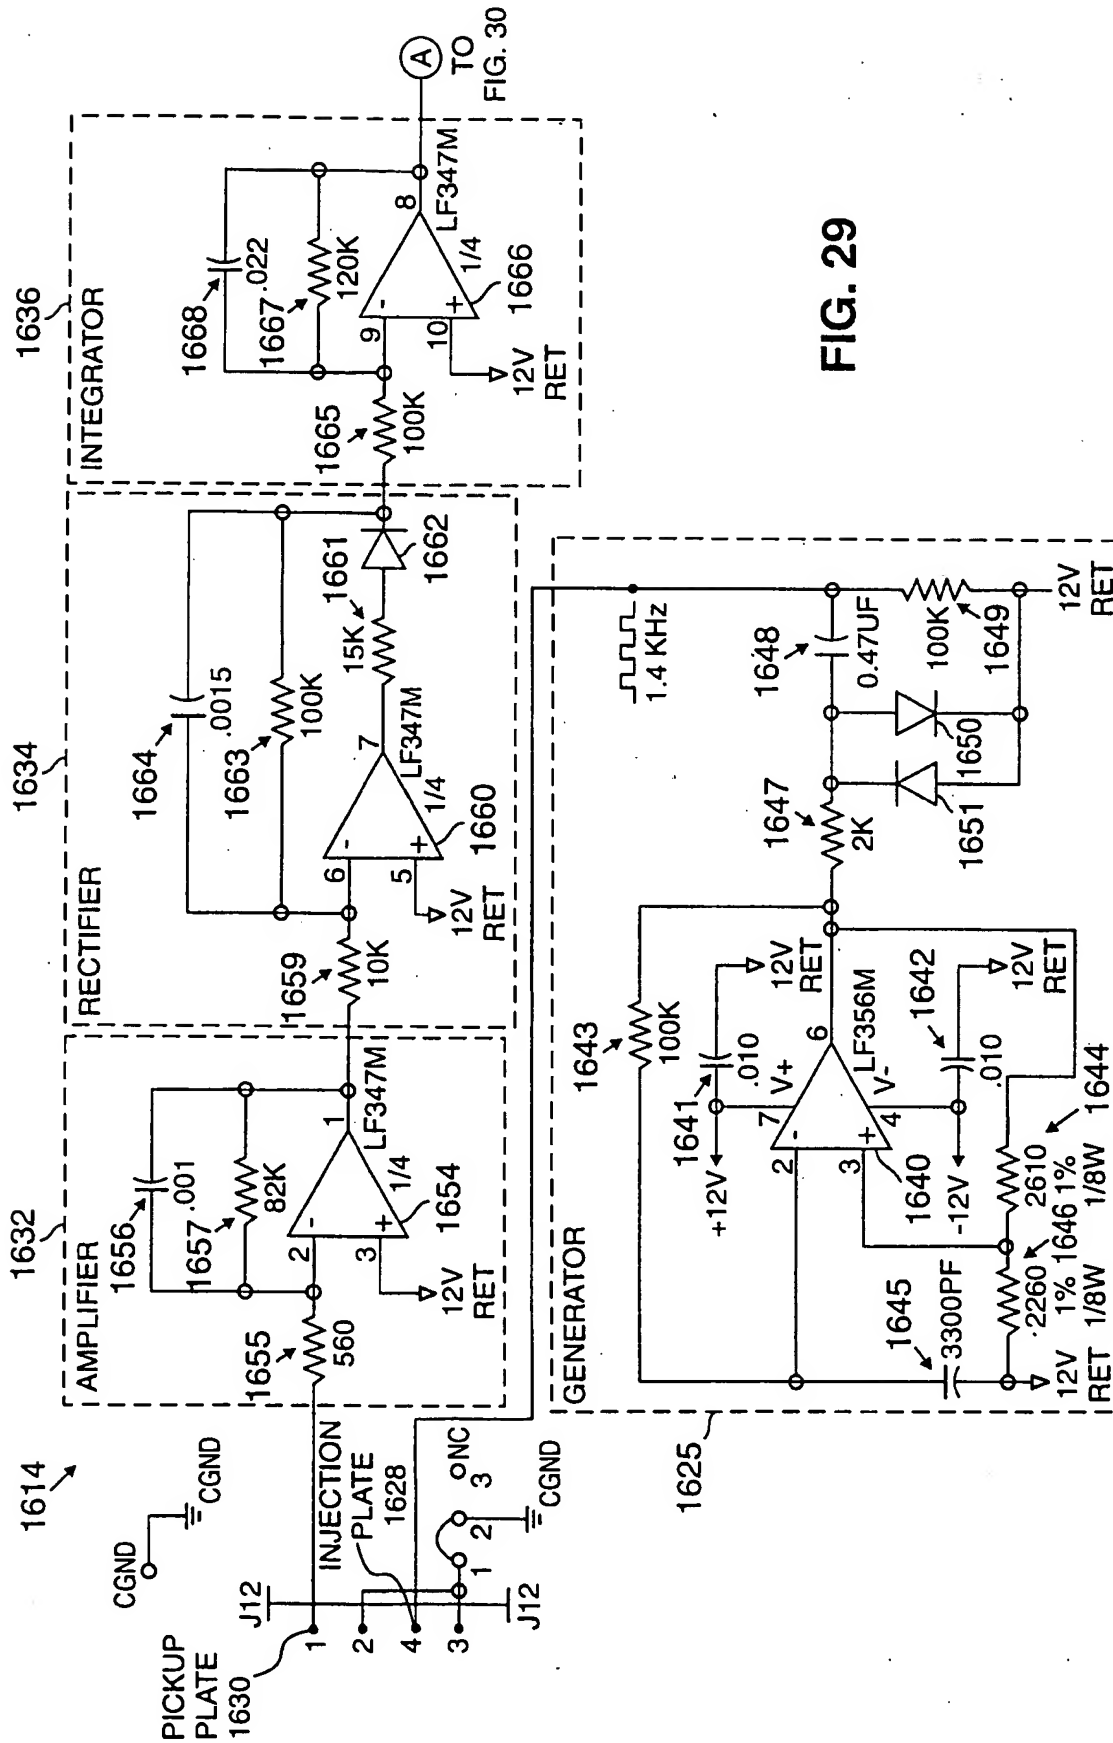 1614
CGND
CGND
PICKUP
PLATE
1630
J12
1
2
4
3
J12
INJECTION
PLATE
1628
1
2
3
NC
CGND
1632
AMPLIFIER
1655
560
1656
.001
1657
82K
2
-
3
+
1
LF347M
1/4
1654
12V
RET
1634
RECTIFIER
1659
10K
1664
.0015
1663
100K
6
-
5
+
7
LF347M
1/4
1660
12V
RET
15K
1661
1662
1636
INTEGRATOR
1665
100K
1668
.022
1667
120K
9
-
10
+
8
LF347M
1/4
1666
12V
RET
A
TO
FIG. 30
1625
GENERATOR
1643
100K
1641
.010
12V
RET
+12V
7
V+
2
-
3
+
6
LF356M
V-
4
1640
-12V
1642
.010
12V
RET
1645
3300PF
12V
RET
.2260
1%
1/8W
1646
2610
1%
1/8W
1644
1647
2K
1651
1650
1648
0.47UF
100K
1649
12V
RET
1.4 KHz
FIG. 29